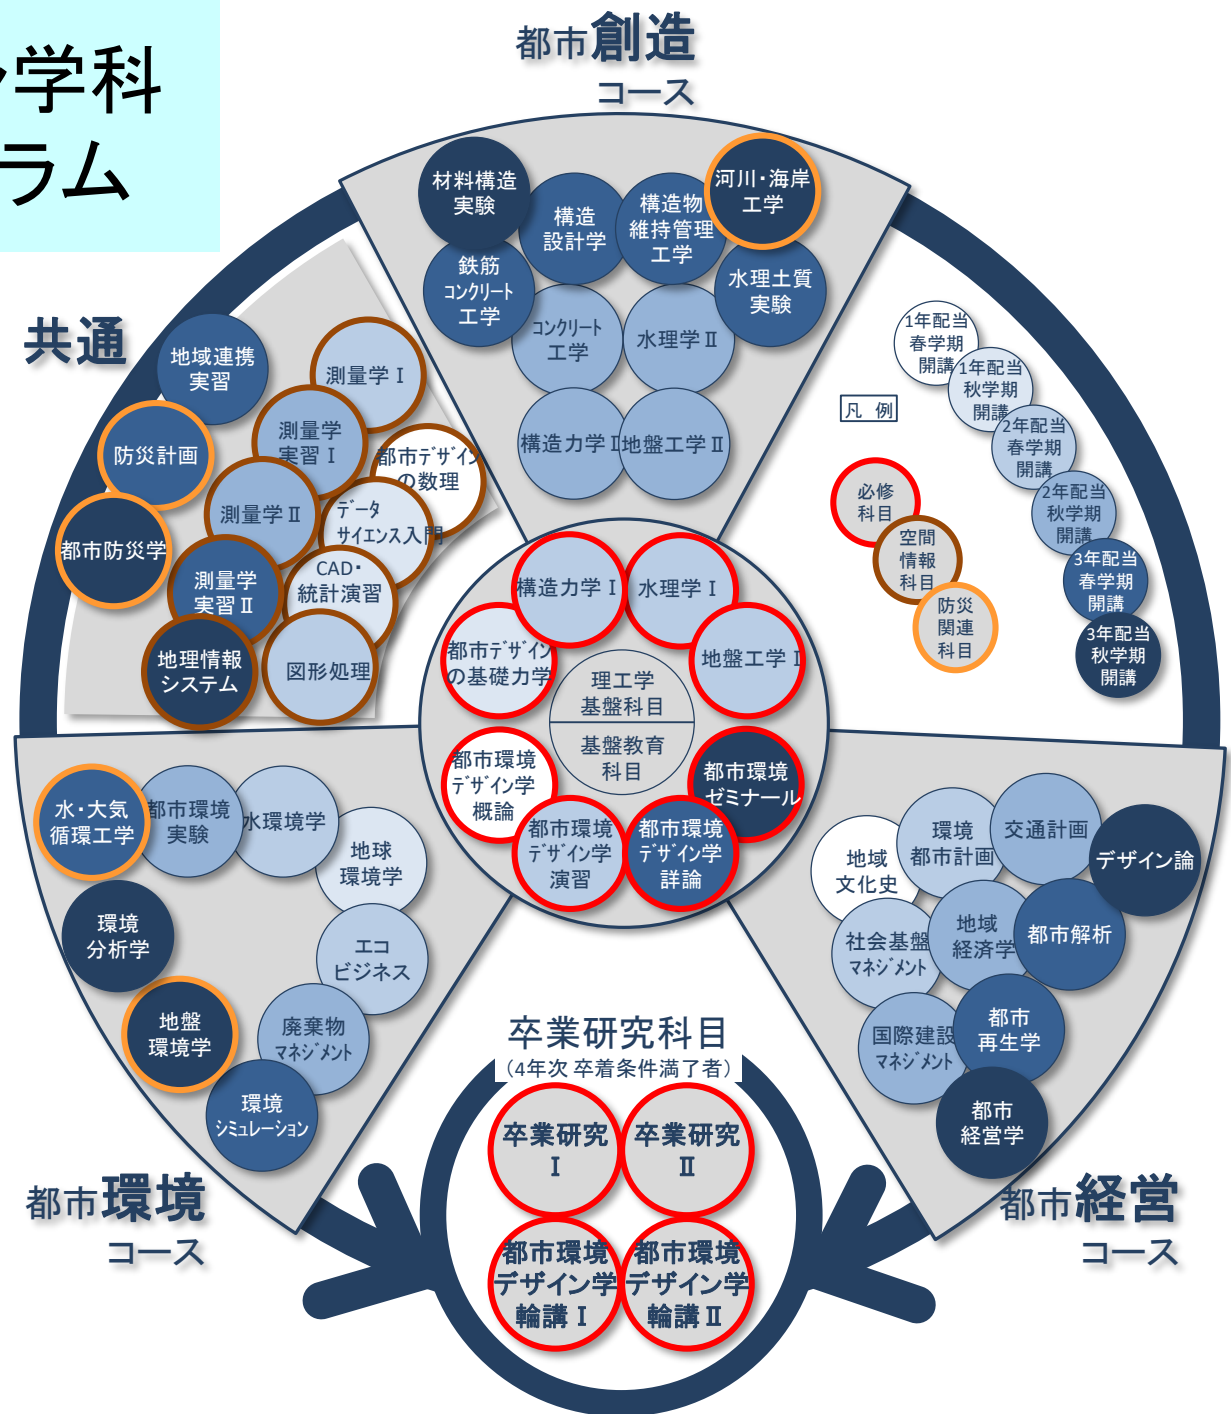 ン学科
ラム
都市創造
コース
材料構造
実験
構造
設計学
構造物
維持管理
工学
河川・海岸
工学
鉄筋
コンクリート
工学
水理土質
実験
コンクリート
工学
水理学Ⅱ
構造力学Ⅱ
地盤工学Ⅱ
共通
地域連携
実習
測量学Ⅰ
防災計画
測量学
実習Ⅰ
都市デザイン
の数理
都市防災学
測量学Ⅱ
データ
サイエンス入門
測量学
実習Ⅱ
CAD・
統計演習
地理情報
システム
図形処理
凡 例
1年配当
春学期
開講
1年配当
秋学期
開講
2年配当
春学期
開講
2年配当
秋学期
開講
3年配当
春学期
開講
3年配当
秋学期
開講
必修
科目
空間
情報
科目
防災
関連
科目
構造力学Ⅰ
水理学Ⅰ
都市デザイン
の基礎力学
地盤工学Ⅰ
理工学
基盤科目
基盤教育
科目
都市環境
デザイン学
概論
都市環境
ゼミナール
都市環境
デザイン学
演習
都市環境
デザイン学
詳論
水・大気
循環工学
都市環境
実験
水環境学
地球
環境学
環境
分析学
エコ
ビジネス
地盤
環境学
廃棄物
マネジメント
環境
シミュレーション
都市環境
コース
地域
文化史
環境
都市計画
交通計画
デザイン論
社会基盤
マネジメント
地域
経済学
都市解析
国際建設
マネジメント
都市
再生学
都市
経営学
都市経営
コース
卒業研究科目
（4年次 卒着条件満了者）
卒業研究
Ⅰ
卒業研究
Ⅱ
都市環境
デザイン学
輪講Ⅰ
都市環境
デザイン学
輪講Ⅱ